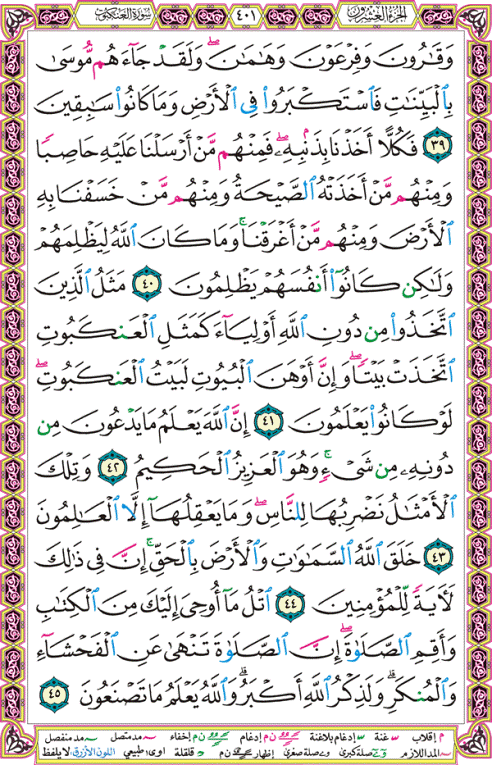 الجزء العشرون
٤٠١
سورة العنكبوت
وَقَـٰرُونَ وَفِرْعَوْنَ وَهَـٰمَـٰنَ ۖ وَلَقَدْ جَآءَهُم مُّوسَىٰ
بِٱلْبَيِّنَـٰتِ فَٱسْتَكْبَرُوا۟ فِى ٱلْأَرْضِ وَمَا كَانُوا۟ سَـٰبِقِينَ
٣٩ فَكُلًّا أَخَذْنَا بِذَنۢبِهِۦ ۖ فَمِنْهُم مَّنْ أَرْسَلْنَا عَلَيْهِ حَاصِبًا
وَمِنْهُم مَّنْ أَخَذَتْهُ ٱلصَّيْحَةُ وَمِنْهُم مَّنْ خَسَفْنَا بِهِ
ٱلْأَرْضَ وَمِنْهُم مَّنْ أَغْرَقْنَا ۚ وَمَا كَانَ ٱللَّهُ لِيَظْلِمَهُمْ
وَلَـٰكِن كَانُوٓا۟ أَنفُسَهُمْ يَظْلِمُونَ ٤٠ مَثَلُ ٱلَّذِينَ
ٱتَّخَذُوا۟ مِن دُونِ ٱللَّهِ أَوْلِيَآءَ كَمَثَلِ ٱلْعَنكَبُوتِ
ٱتَّخَذَتْ بَيْتًا ۖ وَإِنَّ أَوْهَنَ ٱلْبُيُوتِ لَبَيْتُ ٱلْعَنكَبُوتِ ۖ
لَوْ كَانُوا۟ يَعْلَمُونَ ٤١ إِنَّ ٱللَّهَ يَعْلَمُ مَا يَدْعُونَ مِن
دُونِهِۦ مِن شَىْءٍ ۚ وَهُوَ ٱلْعَزِيزُ ٱلْحَكِيمُ ٤٢ وَتِلْكَ
ٱلْأَمْثَـٰلُ نَضْرِبُهَا لِلنَّاسِ ۖ وَمَا يَعْقِلُهَآ إِلَّا ٱلْعَـٰلِمُونَ
٤٣ خَلَقَ ٱللَّهُ ٱلسَّمَـٰوَٰتِ وَٱلْأَرْضَ بِٱلْحَقِّ ۚ إِنَّ فِى ذَٰلِكَ
لَـَٔايَةً لِّلْمُؤْمِنِينَ ٤٤ ٱتْلُ مَآ أُوحِىَ إِلَيْكَ مِنَ ٱلْكِتَـٰبِ
وَأَقِمِ ٱلصَّلَوٰةَ ۖ إِنَّ ٱلصَّلَوٰةَ تَنْهَىٰ عَنِ ٱلْفَحْشَآءِ
وَٱلْمُنكَرِ ۗ وَلَذِكْرُ ٱللَّهِ أَكْبَرُ ۗ وَٱللَّهُ يَعْلَمُ مَا تَصْنَعُونَ ٤٥
م إقلاب غنة إدغام بلاغنة ن م إدغام ن م إخفاء مد متصل مد منفصل
المد اللازم صلة كبرى صلة صغرى إظهار ن م قلقلة اوى: طبيعي اللون الأزرق: لا يلفظ